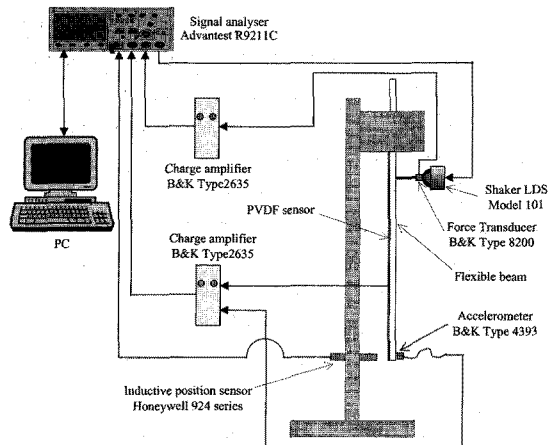 Signal analyser
Advantest R9211C
Charge amplifier
B&K Type2635
PC
PVDF sensor
Shaker LDS
Model 101
Force Transducer
B&K Type 8200
Charge amplifier
B&K Type2635
Flexible beam
Accelerometer
B&K Type 4393
Inductive position sensor
Honeywell 924 series